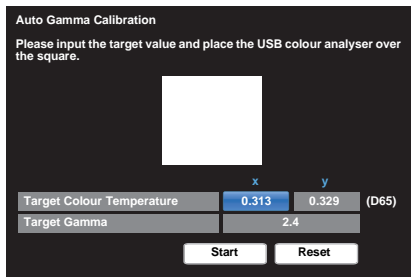 Auto Gamma Calibration
Please input the target value and place the USB colour analyser over
the square.
x y
Target Colour Temperature 0.313 0.329 (D65)
Target Gamma 2.4
Start Reset